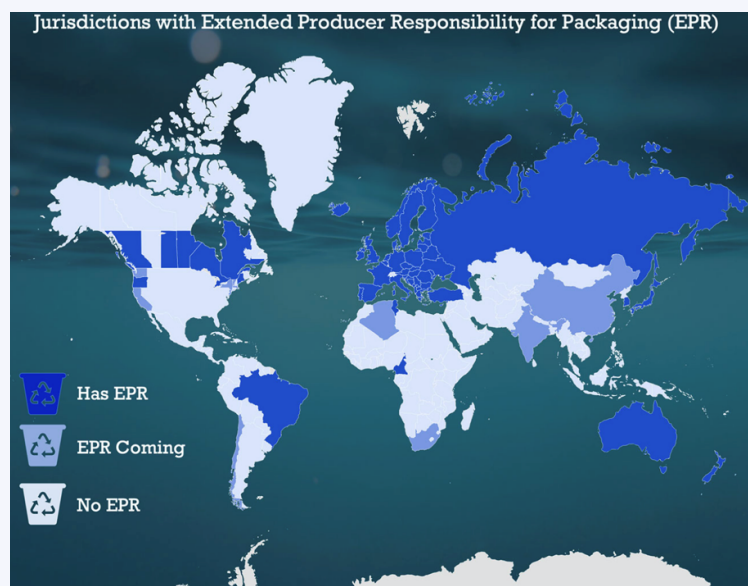 Jurisdictions with Extended Producer Responsibility for Packaging (EPR)
Has EPR
EPR Coming
No EPR